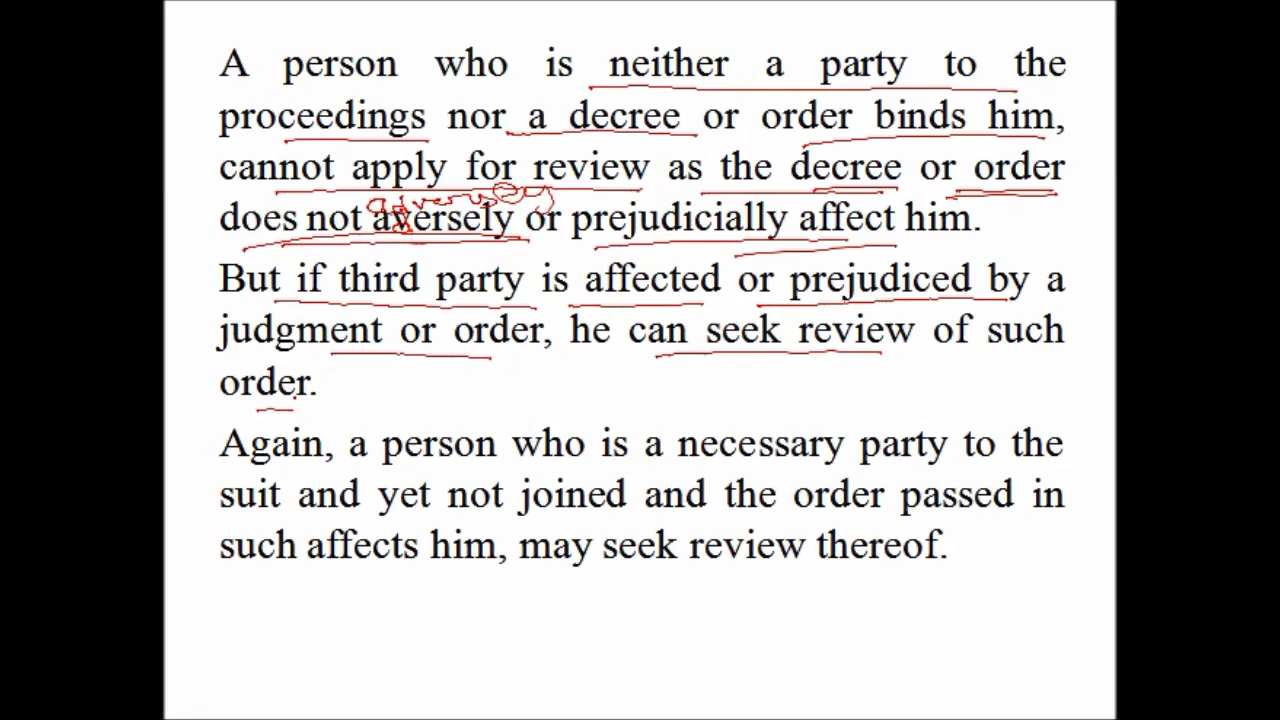 A person who is neither a party to the
proceedings nor a decree or order binds him,
cannot apply for review as the decree or order
does not aversely or prejudicially affect him.
But if third party is affected or prejudiced by a
judgment or order, he can seek review of such
order.
Again, a person who is a necessary party to the
suit and yet not joined and the order passed in
such affects him, may seek review thereof.